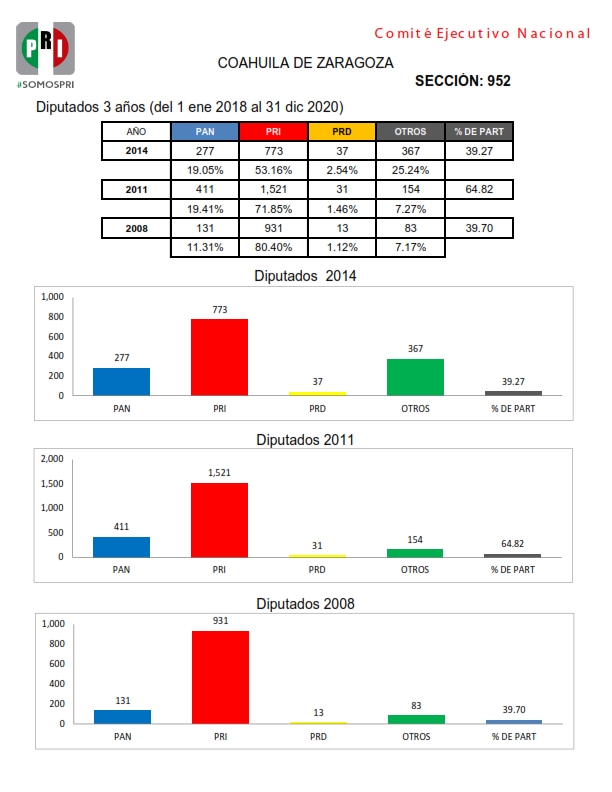 Comité Ejecutivo Nacional
PRI
#SOMOSPRI
COAHUILA DE ZARAGOZA
SECCIÓN: 952
Diputados 3 años (del 1 ene 2018 al 31 dic 2020)
AÑO PAN PRI PRD OTROS % DE PART
2014 277 773 37 367 39.27
19.05% 53.16% 2.54% 25.24%
2011 411 1,521 31 154 64.82
19.41% 71.85% 1.46% 7.27%
2008 131 931 13 83 39.70
11.31% 80.40% 1.12% 7.17%
Diputados 2014
1,000
800
600
400
200
0
277 773 37 367 39.27
PAN PRI PRD OTROS % DE PART
Diputados 2011
2,000
1,500
1,000
500
0
411 1,521 31 154 64.82
PAN PRI PRD OTROS % DE PART
Diputados 2008
1,000
800
600
400
200
0
131 931 13 83 39.70
PAN PRI PRD OTROS % DE PART